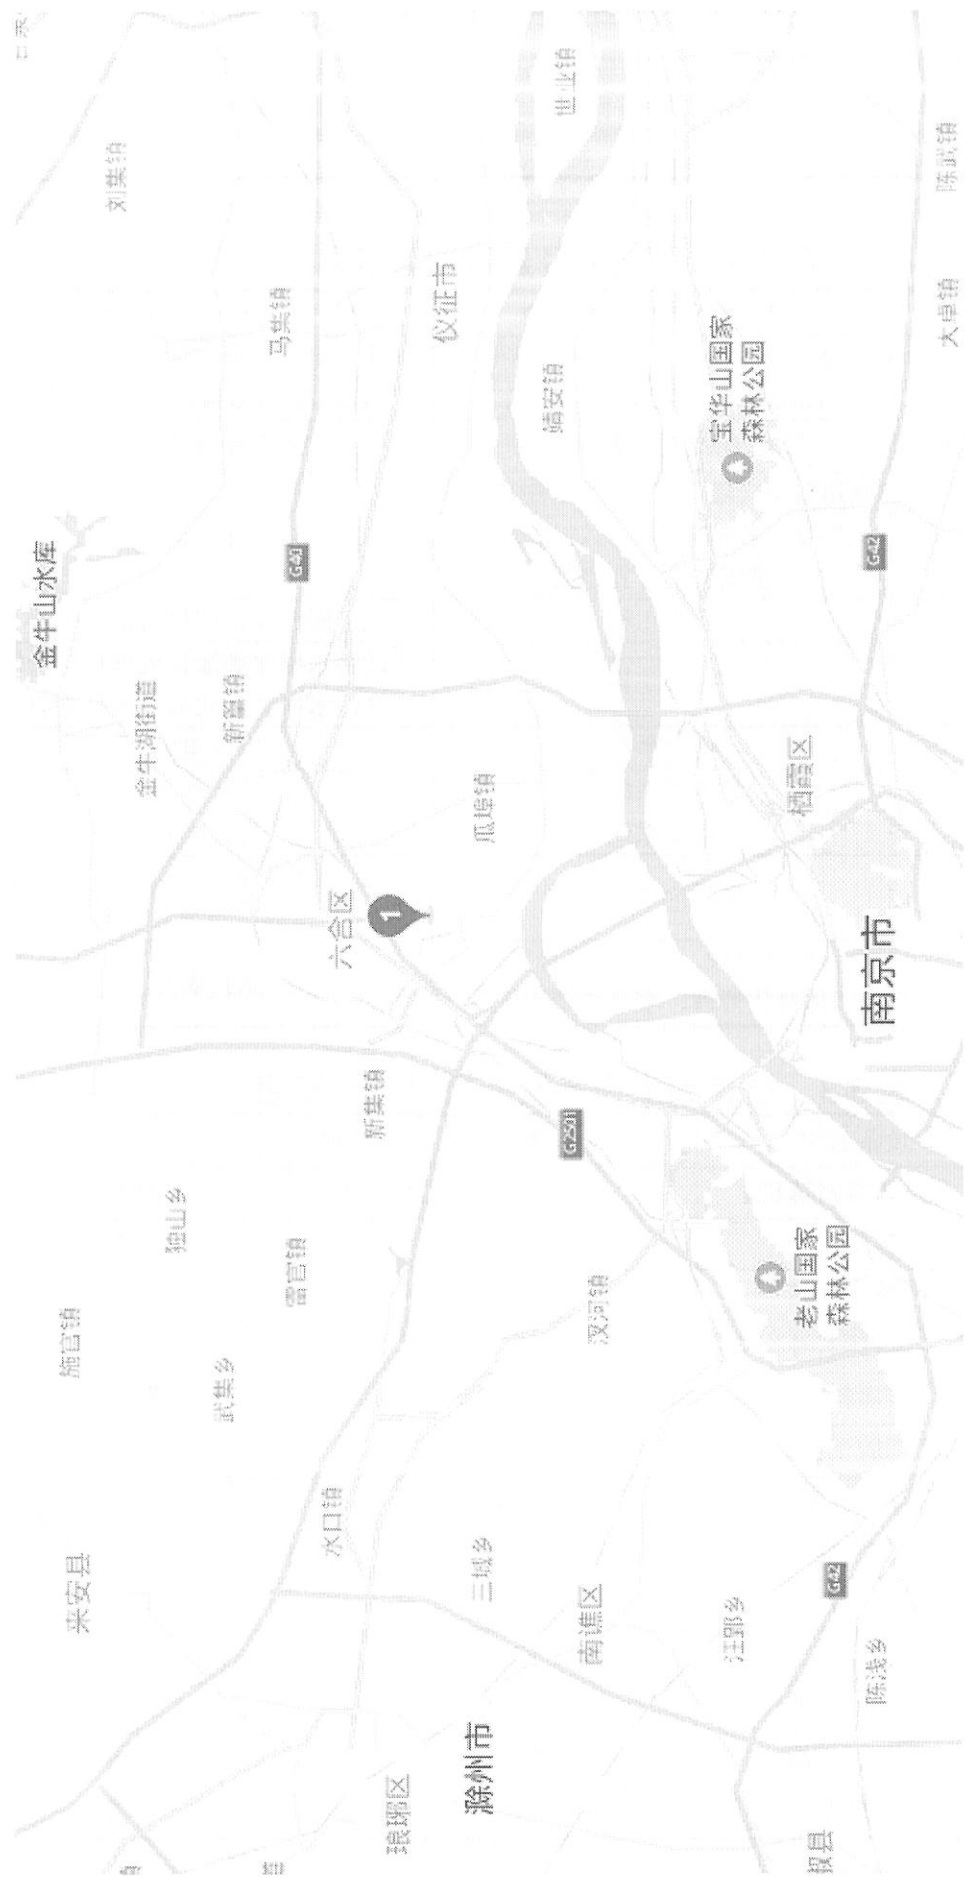 金牛山水库
刘集镇
来安县
施官镇
金牛湖街道
独山乡
武集乡
新篁镇
马集镇
G40
雷官镇
水口镇
六合区
1
新集镇
琅琊区
仪征市
滁州市
三城乡
瓜埠镇
世业镇
靖安镇
G2501
汊河镇
南谯区
宝华山国家
森林公园
汪郢乡
栖霞区
老山国家
森林公园
G42
G42
南京市
陈浅乡
陈武镇
大卓镇